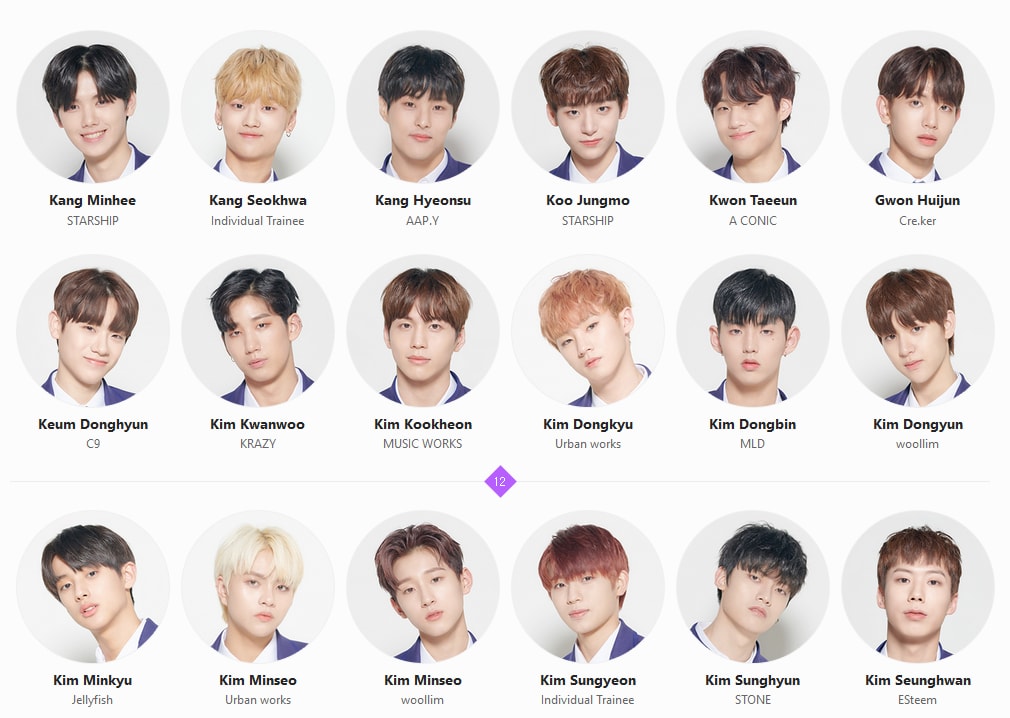 Kang Minhee Kang Seokhwa Kang Hyeonsu Koo Jungmo Kwon Taeeun Gwon Huijun
STARSHIP Individual Trainee AAP.Y STARSHIP A CONIC Cre.ker
Keum Donghyun Kim Kwanwoo Kim Kookheon Kim Dongkyu Kim Dongbin Kim Dongyun
C9 KRAZY MUSIC WORKS Urban works MLD woollim
12
Kim Minkyu Kim Minseo Kim Minseo Kim Sungyeon Kim Sunghyun Kim Seunghwan
Jellyfish Urban works woollim Individual Trainee STONE ESteem